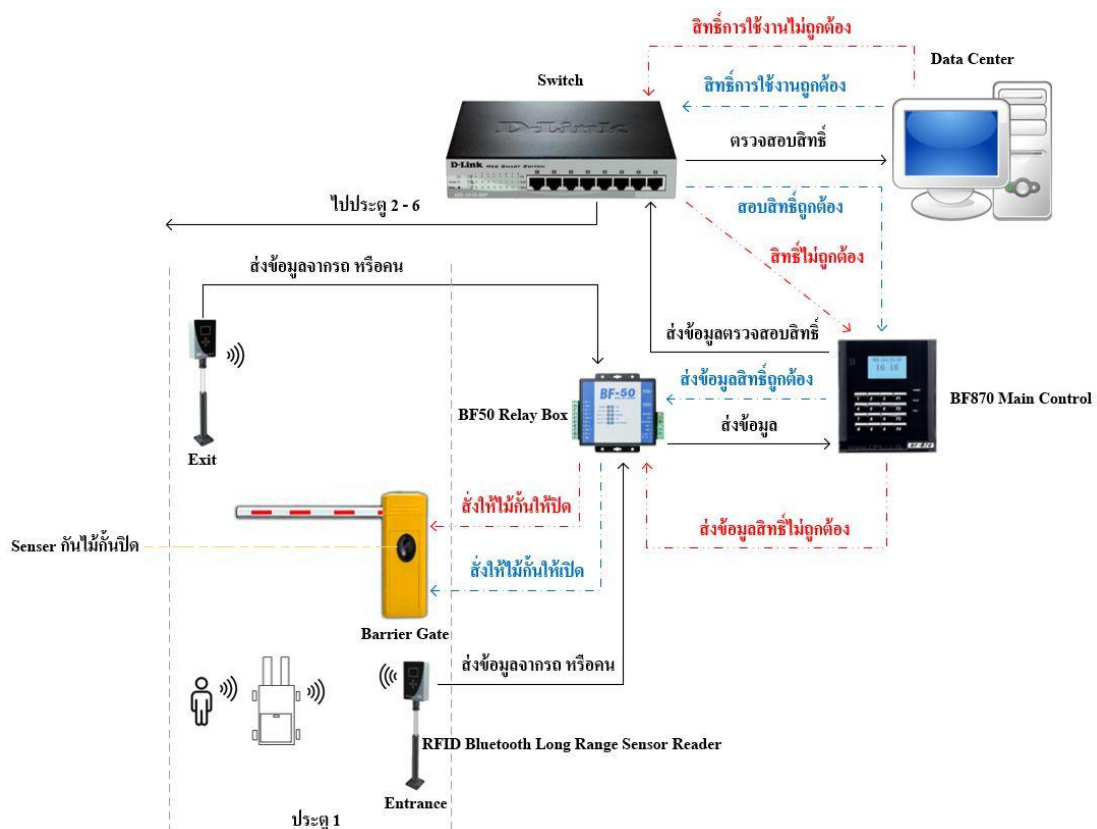 สิทธิ์การใช้งานไม่ถูกต้อง
Data Center
Switch
สิทธิ์การใช้งานถูกต้อง
D-Link
ตรวจสอบสิทธิ์
D-Link WEB SMART SWITCH
ไปประตู 2 - 6
สอบสิทธิ์ถูกต้อง
สิทธิ์ไม่ถูกต้อง
ส่งข้อมูลจากรถ หรือคน
ส่งข้อมูลตรวจสอบสิทธิ์
16 18
ส่งข้อมูลสิทธิ์ถูกต้อง
BF-50
BF50 Relay Box
ส่งข้อมูล
BF870 Main Control
BF-870
Exit
สั่งให้ไม้กั้นให้ปิด
ส่งข้อมูลสิทธิ์ไม่ถูกต้อง
Senser กันไม้กั้นปิด
สั่งให้ไม้กั้นให้เปิด
Barrier Gate
ส่งข้อมูลจากรถ หรือคน
RFID Bluetooth Long Range Sensor Reader
Entrance
ประตู 1